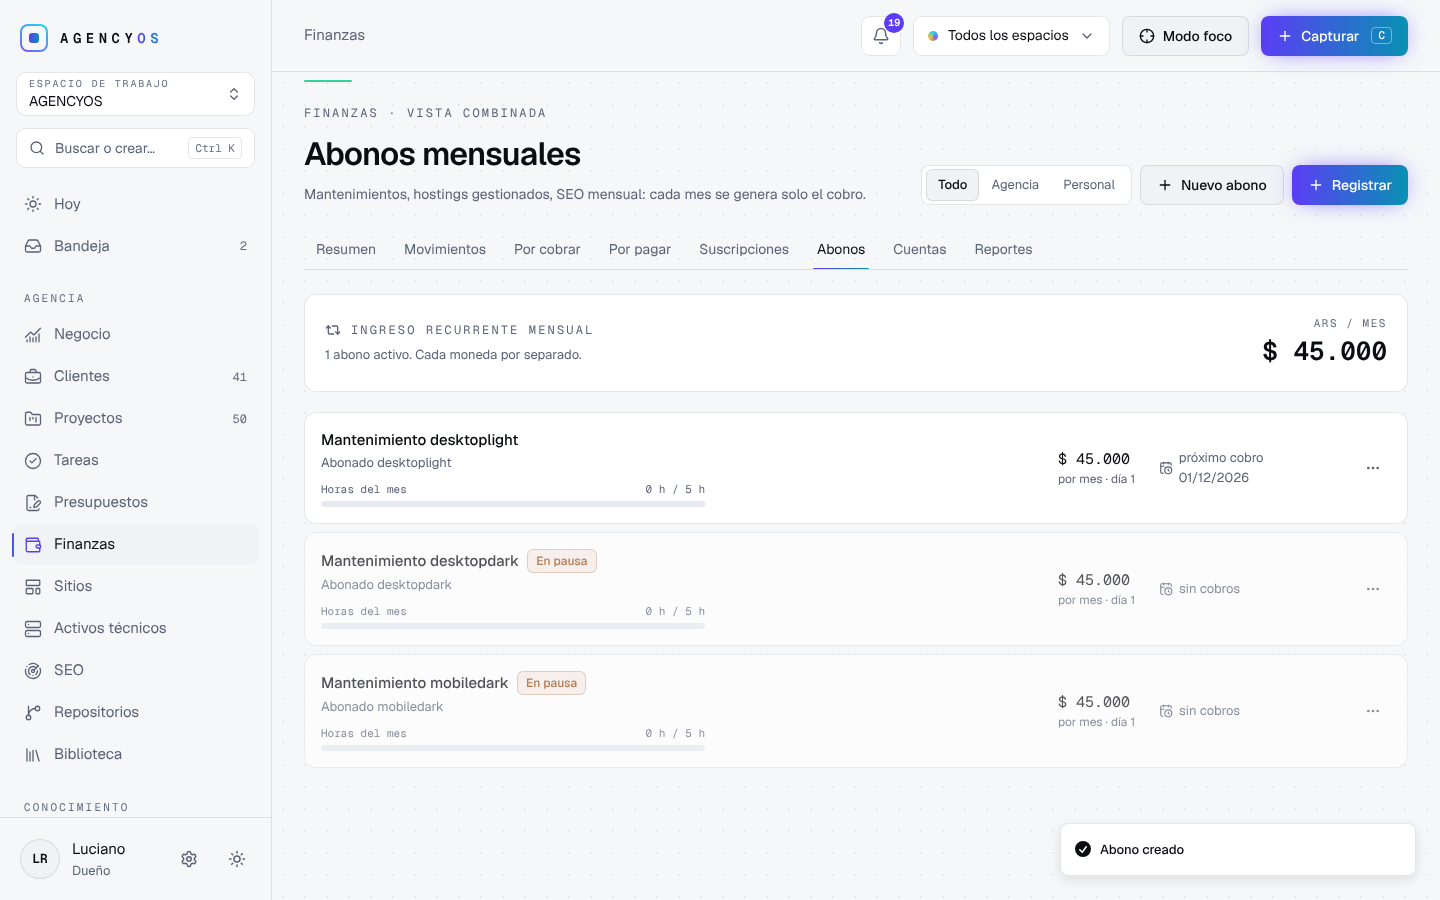 AGENCYOS
ESPACIO DE TRABAJO
AGENCYOS
Buscar o crear...
Ctrl K
Hoy
Bandeja 2
AGENCIA
Negocio
Clientes 41
Proyectos 50
Tareas
Presupuestos
Finanzas
Sitios
Activos técnicos
SEO
Repositorios
Biblioteca
CONOCIMIENTO
LR
Luciano
Dueño
Finanzas
19
Todos los espacios
Modo foco
Capturar C
FINANZAS · VISTA COMBINADA
Abonos mensuales
Mantenimientos, hostings gestionados, SEO mensual: cada mes se genera solo el cobro.
Todo Agencia Personal
Nuevo abono
Registrar
Resumen Movimientos Por cobrar Por pagar Suscripciones Abonos Cuentas Reportes
INGRESO RECURRENTE MENSUAL
1 abono activo. Cada moneda por separado.
ARS / MES
$ 45.000
Mantenimiento desktoplight
Abonado desktoplight
Horas del mes 0 h / 5 h
$ 45.000
por mes · día 1
próximo cobro
01/12/2026
Mantenimiento desktopdark En pausa
Abonado desktopdark
Horas del mes 0 h / 5 h
$ 45.000
por mes · día 1
sin cobros
Mantenimiento mobiledark En pausa
Abonado mobiledark
Horas del mes 0 h / 5 h
$ 45.000
por mes · día 1
sin cobros
Abono creado